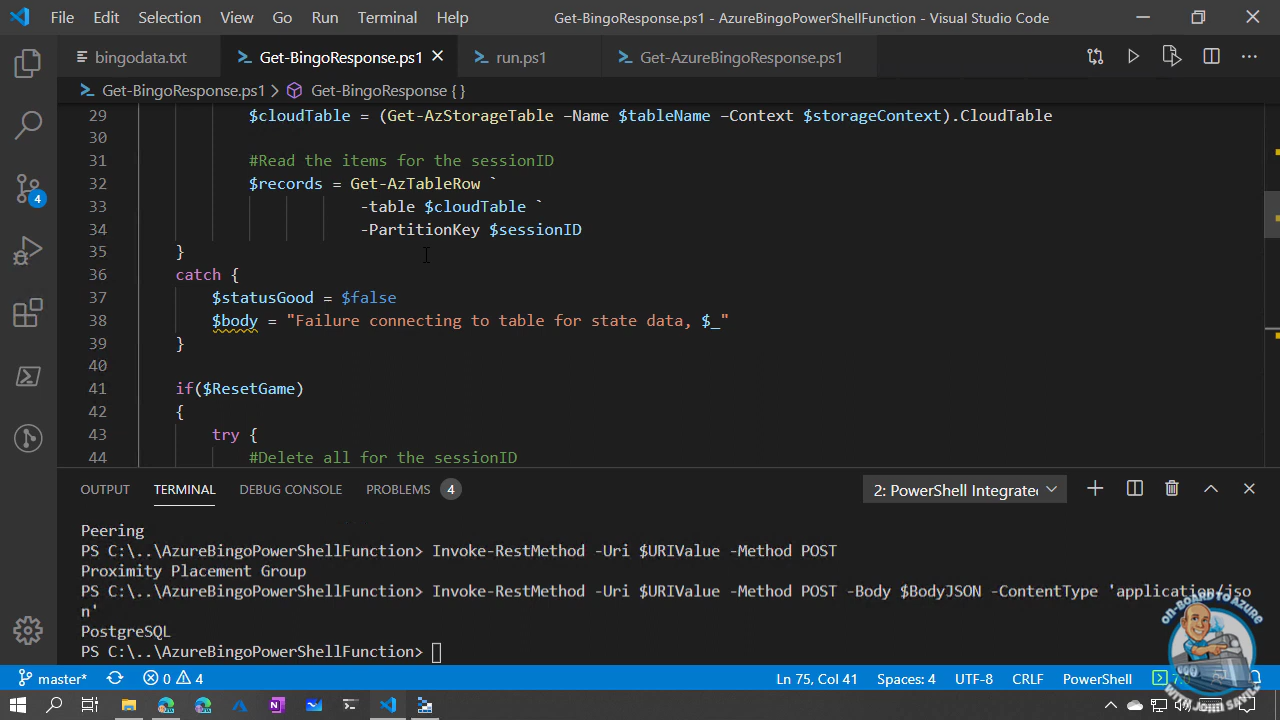 File Edit Selection View Go Run Terminal Help Get-BingoResponse.ps1 - AzureBingoPowerShellFunction - Visual Studio Code
bingodata.txt Get-BingoResponse.ps1 run.ps1 Get-AzureBingoResponse.ps1
Get-BingoResponse.ps1 > Get-BingoResponse { }
29 $cloudTable = (Get-AzStorageTable –Name $tableName –Context $storageContext).CloudTable
30
31 #Read the items for the sessionID
32 $records = Get-AzTableRow `
33 -table $cloudTable `
34 -PartitionKey $sessionID
35 }
36 catch {
37 $statusGood = $false
38 $body = "Failure connecting to table for state data, $_"
39 }
40
41 if($ResetGame)
42 {
43 try {
44 #Delete all for the sessionID
4
OUTPUT TERMINAL DEBUG CONSOLE PROBLEMS 4 2: PowerShell Integrate
Peering
PS C:\..\AzureBingoPowerShellFunction> Invoke-RestMethod -Uri $URIValue -Method POST
Proximity Placement Group
PS C:\..\AzureBingoPowerShellFunction> Invoke-RestMethod -Uri $URIValue -Method POST -Body $BodyJSON -ContentType 'application/jso
n'
PostgreSQL
PS C:\..\AzureBingoPowerShellFunction>
ON-BOARD TO AZURE
WITH JOHN SAVILL
master* 0 4 Ln 75, Col 41 Spaces: 4 UTF-8 CRLF PowerShell